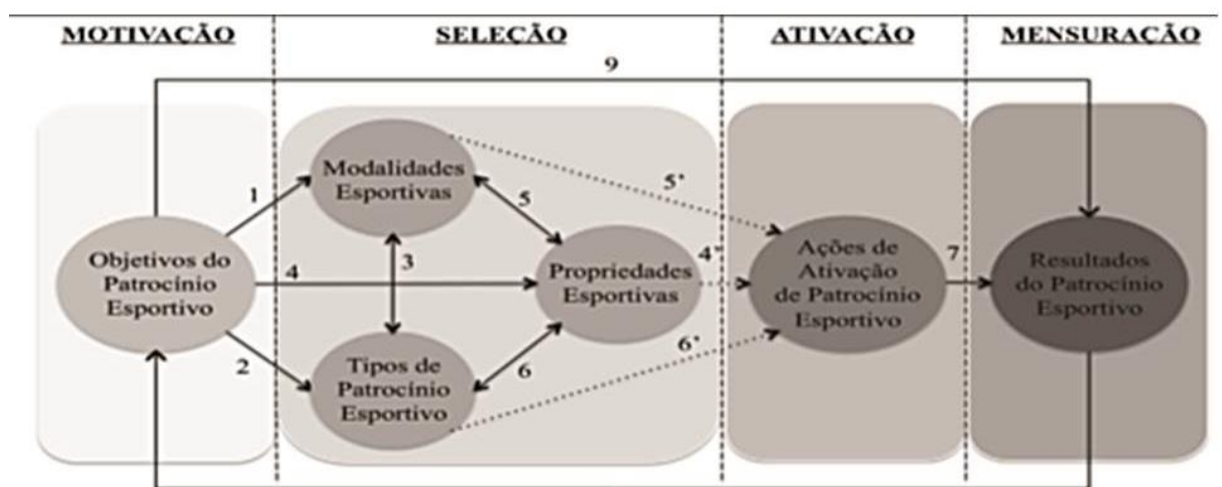 MOTIVAÇÃO
SELEÇÃO
ATIVAÇÃO
MENSURAÇÃO
9
Modalidades
Esportivas
1
5
5'
Objetivos do
Patrocínio
Esportivo
4
3
Propriedades
Esportivas
4'
Ações de
Ativação
de Patrocínio
Esportivo
7
Resultados
do Patrocínio
Esportivo
2
Tipos de
Patrocínio
Esportivo
6
6'